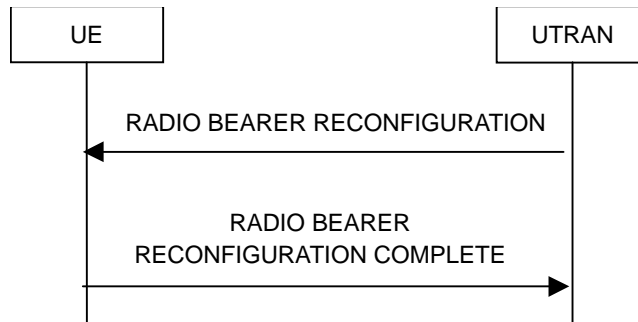 UE
UTRAN
RADIO BEARER RECONFIGURATION
RADIO BEARER
RECONFIGURATION COMPLETE